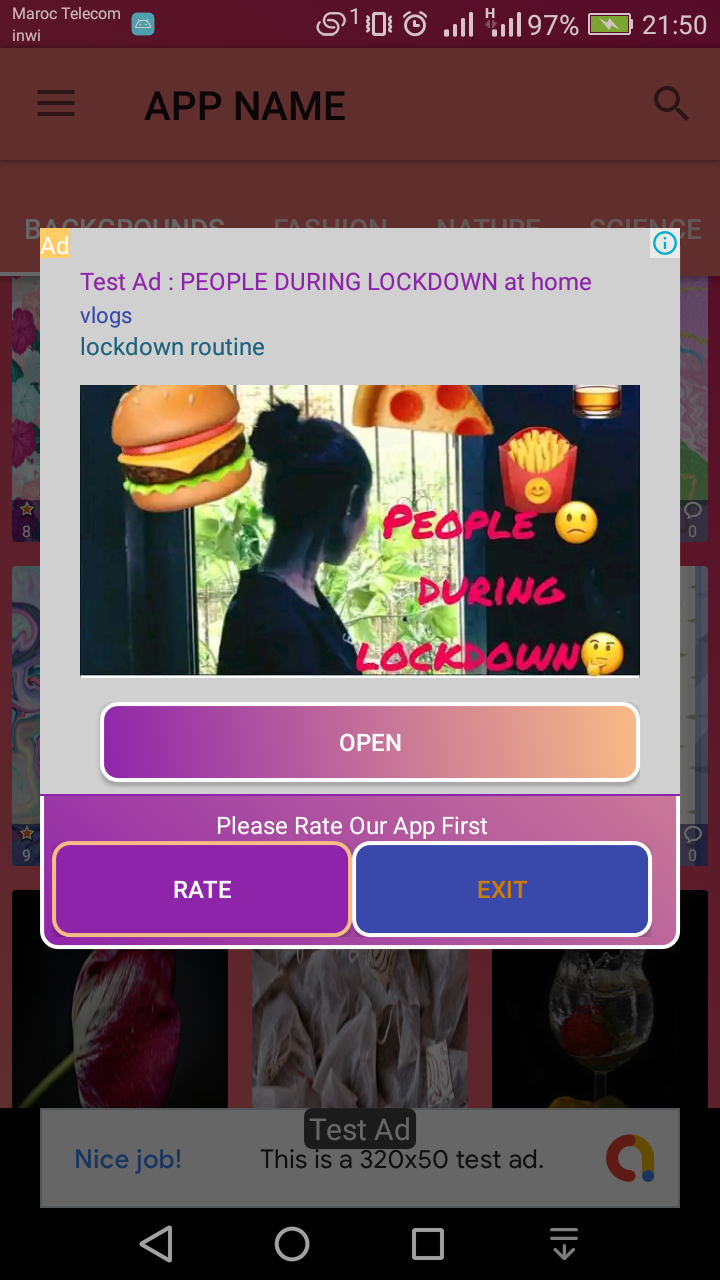 Maroc Telecom
inwi
1
H
97%
21:50
APP NAME
BACKGROUNDS
FASHION
NATURE
SCIENCE
Ad
Test Ad : PEOPLE DURING LOCKDOWN at home
vlogs
lockdown routine
PEOPLE
DURING
LOCKDOWN
OPEN
8
0
9
0
Please Rate Our App First
RATE
EXIT
Test Ad
Nice job!
This is a 320x50 test ad.